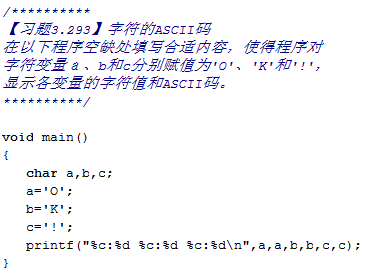 /**********
【习题3.293】字符的ASCII码
在以下程序空缺处填写合适内容，使得程序对
字符变量a、b和c分别赋值为'O'、'K'和'!'，
显示各变量的字符值和ASCII码。
**********/
void main()
{
char a,b,c;
a='O';
b='K';
c='!';
printf("%c:%d %c:%d %c:%d\n",a,a,b,b,c,c);
}